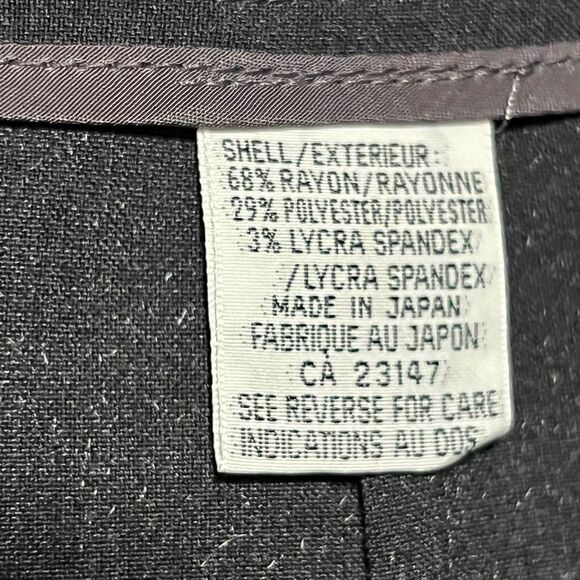 SHELL/EXTERIEUR:
68% RAYON/RAYONNE
29% POLYESTER/POLYESTER
3% LYCRA SPANDEX/
/LYCRA SPANDEX/
MADE IN JAPAN
FABRIQUE AU JAPON
CA 23147
SEE REVERSE FOR CARE
INDICATIONS AU DOS